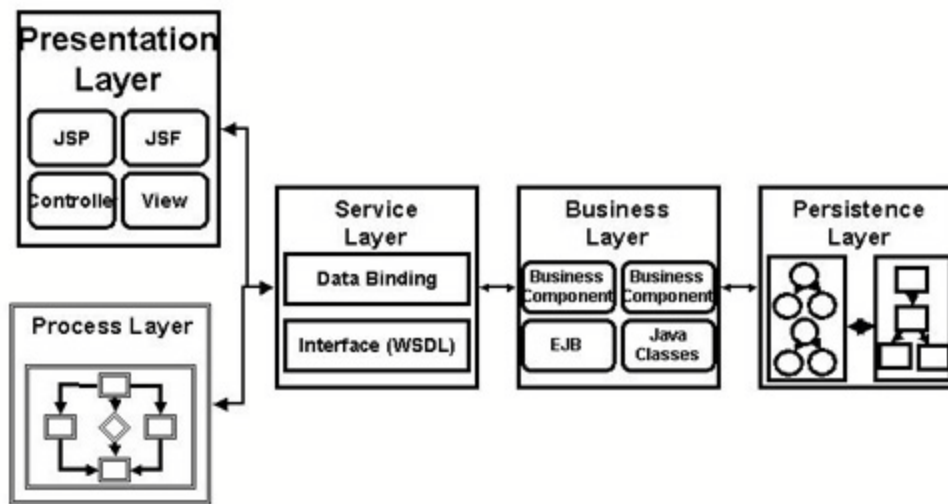 Presentation
Layer
JSP
JSF
Controller
View
Process Layer
Service
Layer
Data Binding
Interface (WSDL)
Business
Layer
Business
Component
Business
Component
EJB
Java
Classes
Persistence
Layer